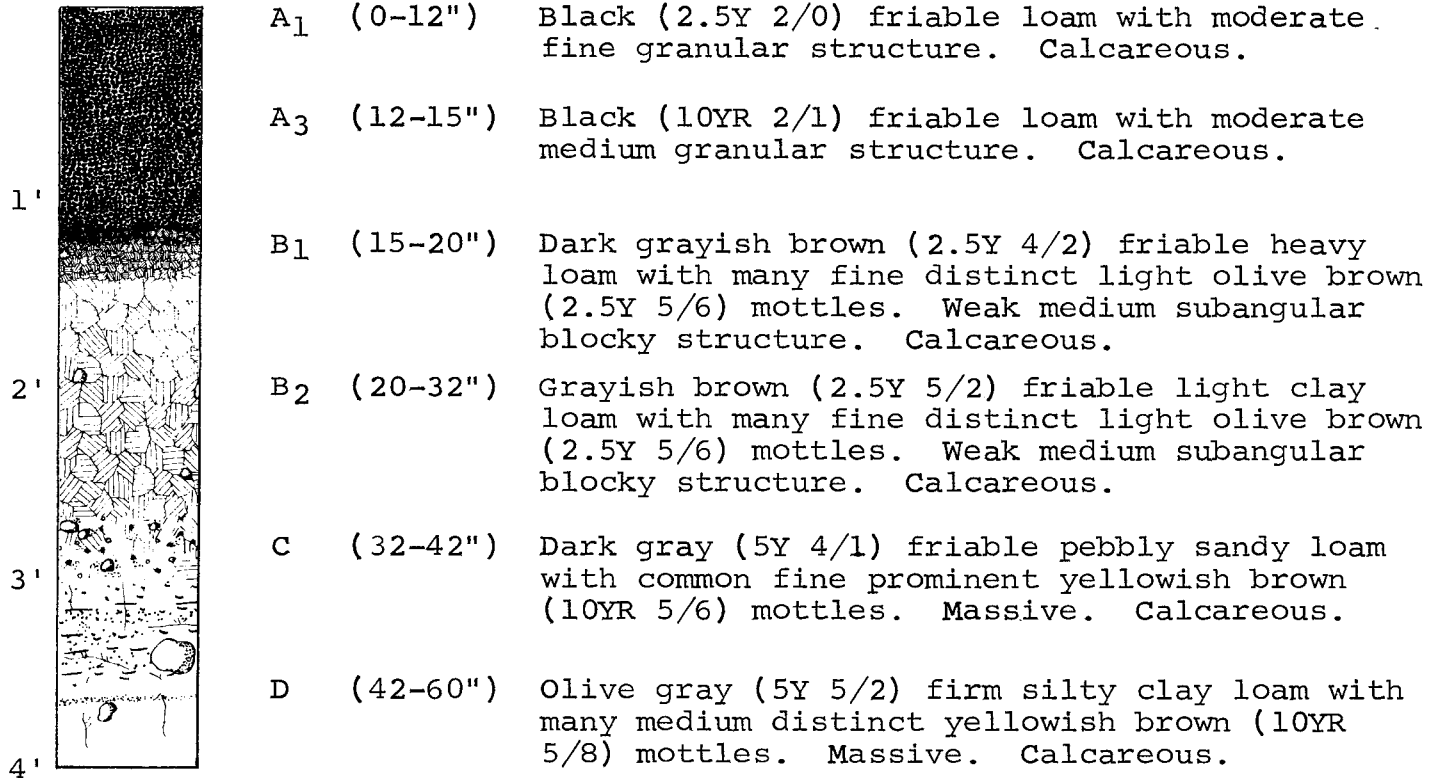 A1 (0-12") Black (2.5Y 2/0) friable loam with moderate
fine granular structure. Calcareous.
A3 (12-15") Black (10YR 2/1) friable loam with moderate
medium granular structure. Calcareous.
1'
B1 (15-20") Dark grayish brown (2.5Y 4/2) friable heavy
loam with many fine distinct light olive brown
(2.5Y 5/6) mottles. Weak medium subangular
blocky structure. Calcareous.
2'
B2 (20-32") Grayish brown (2.5Y 5/2) friable light clay
loam with many fine distinct light olive brown
(2.5Y 5/6) mottles. Weak medium subangular
blocky structure. Calcareous.
C (32-42") Dark gray (5Y 4/1) friable pebbly sandy loam
3'
with common fine prominent yellowish brown
(10YR 5/6) mottles. Massive. Calcareous.
D (42-60") Olive gray (5Y 5/2) firm silty clay loam with
many medium distinct yellowish brown (10YR
5/8) mottles. Massive. Calcareous.
4'